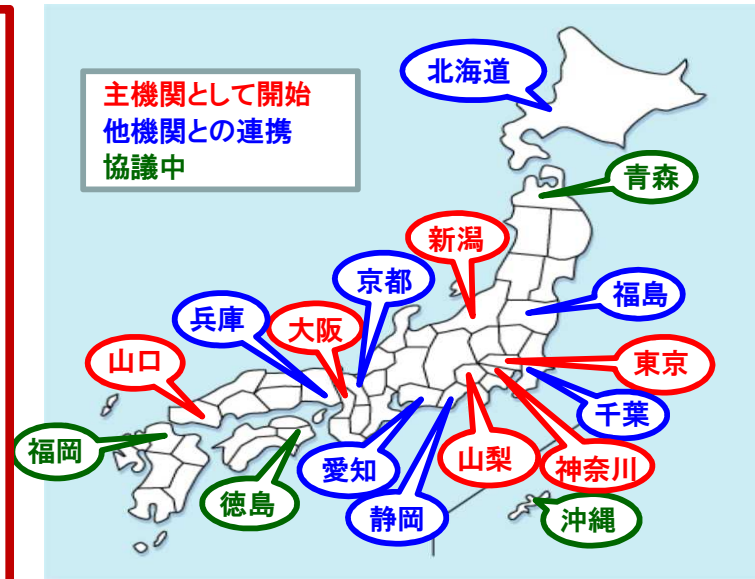 主機関として開始
他機関との連携
協議中
北海道
青森
新潟
京都
福島
兵庫
大阪
山口
東京
千葉
福岡
愛知
山梨
神奈川
徳島
静岡
沖縄